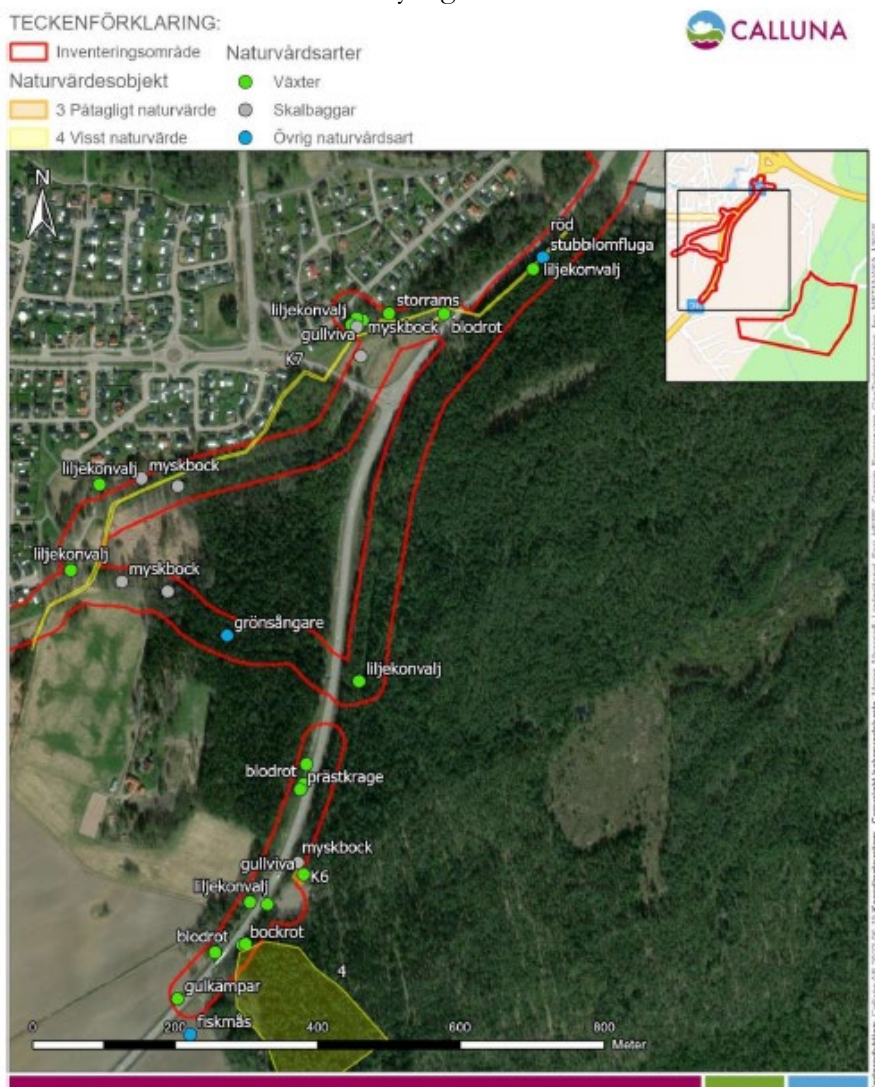 TECKENFÖRKLARING:
CALLUNA
Inventeringsområde
Naturvårdsarter
Naturvärdesobjekt
Växter
3 Påtagligt naturvärde
Skalbaggar
4 Visst naturvärde
Övrig naturvårdsart
N
röd
stubblomfluga
liljekonvalj
storrams
liljekonvalj
gullviva
myskbock
blodrot
K7
liljekonvalj
myskbock
liljekonvalj
myskbock
grönsångare
liljekonvalj
blodrot
prästkrage
myskbock
gullviva
K6
liljekonvalj
blodrot
bockrot
4
gulkämpar
fiskmås
0
200
400
600
800
Meter